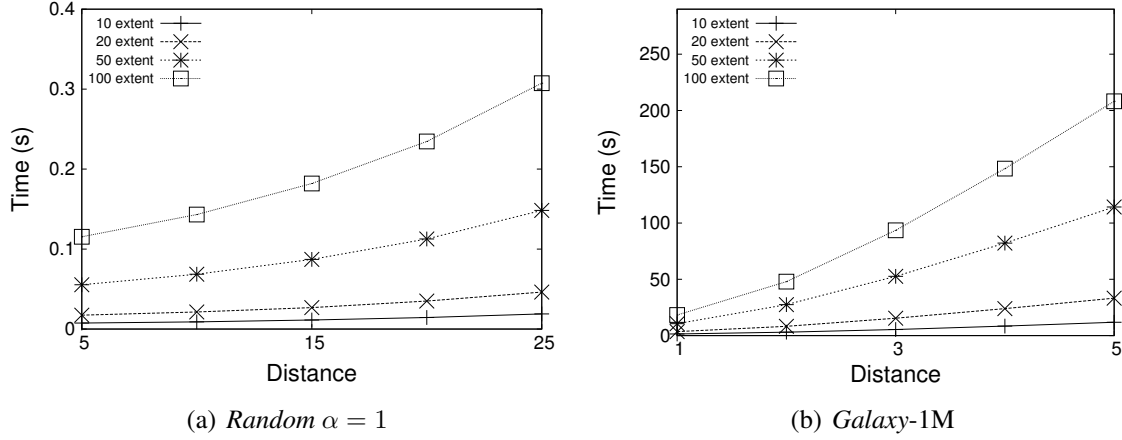 0.4
0.3
0.2
0.1
0
Time (s)
10 extent
20 extent
50 extent
100 extent
5 15 25
Distance
(a) Random α = 1
250
200
150
100
50
0
Time (s)
10 extent
20 extent
50 extent
100 extent
1 3 5
Distance
(b) Galaxy-1M